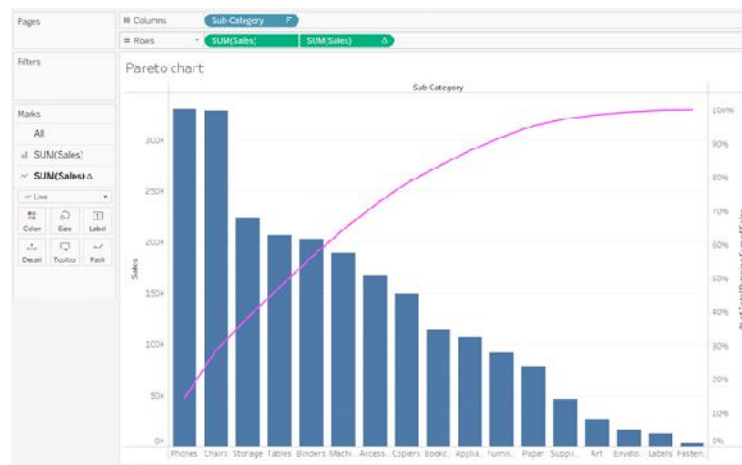 Pages
Columns
Sub-Category
Rows
SUM(Sales)
SUM(Sales) Δ
Filters
Pareto chart
Sub-Category
Marks
All
SUM(Sales)
SUM(Sales) Δ
Line
Color
Size
Label
Detail
Tooltip
Path
Sales
300K
250K
200K
150K
100K
50K
0K
100%
90%
80%
70%
60%
50%
40%
30%
20%
10%
0%
Phones
Chairs
Storage
Tables
Binders
Machi..
Access..
Copiers
Bookc..
Applia..
Furnis..
Paper
Suppl..
Art
Envelo..
Labels
Fasten..